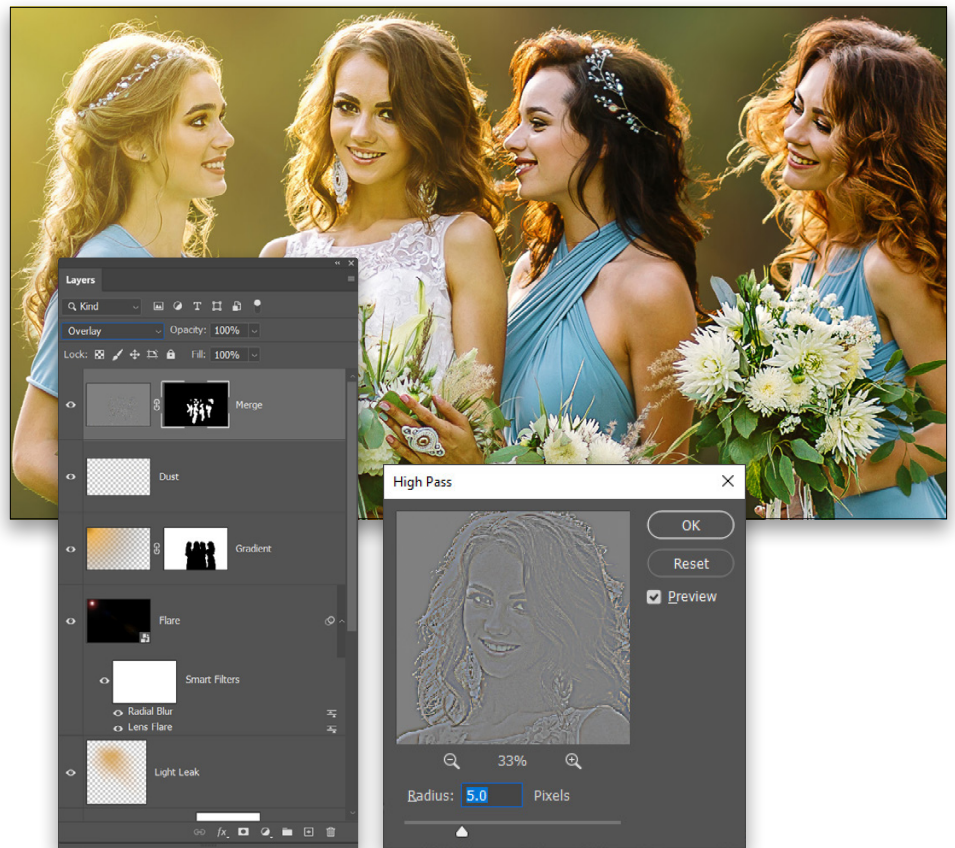 Layers
Kind
Overlay
Opacity: 100%
Lock: Fill: 100%
Merge
Dust
Gradient
Flare
Smart Filters
Radial Blur
Lens Flare
Light Leak
fx
High Pass
OK
Reset
Preview
33%
Radius: 5.0 Pixels